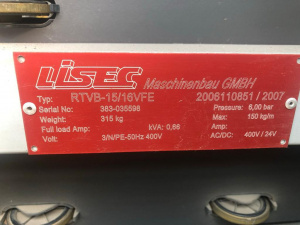 LiSEC Maschinenbau GMBH
Typ: RTVB-15/16VFE 2006110851 / 2007
Serial No: 383-035598 Pressure: 6,00 bar
Weight: 315 kg Max: 150 kg/m
Full load Amp: kVA: 0,66 Amp:
Volt: 3/N/PE-50Hz 400V AC/DC: 400V / 24V